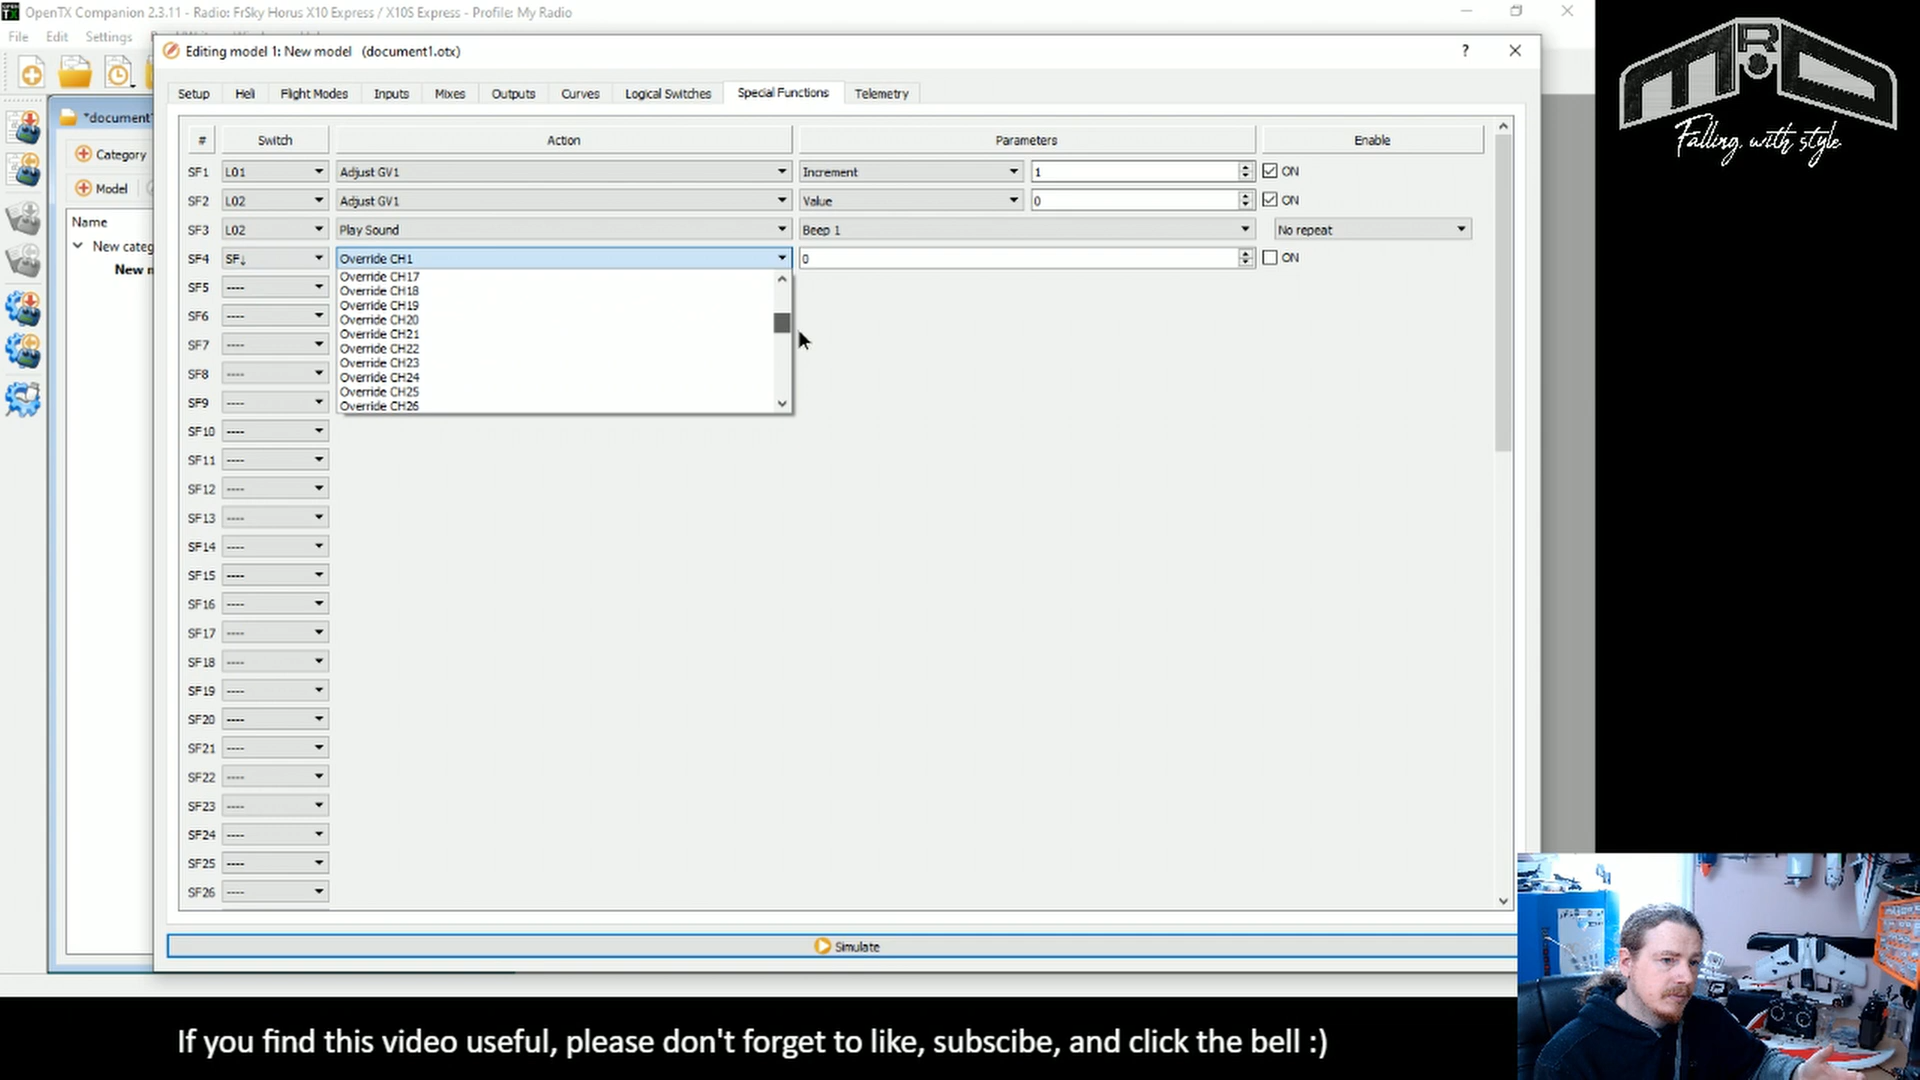 OpenTX Companion 2.3.11 - Radio: FrSky Horus X10 Express / X10S Express - Profile: My Radio
File Edit Settings
Editing model 1: New model (document1.otx)
?
Setup Heli Flight Modes Inputs Mixes Outputs Curves Logical Switches Special Functions Telemetry
*document
Category
Model
Name
New categ
New m
# Switch Action Parameters Enable
SF1 L01 Adjust GV1 Increment 1 ON
SF2 L02 Adjust GV1 Value 0 ON
SF3 L02 Play Sound Beep 1 No repeat
SF4 SF↓ Override CH1 0 ON
Override CH17
Override CH18
Override CH19
Override CH20
Override CH21
Override CH22
Override CH23
Override CH24
Override CH25
Override CH26
SF5 ----
SF6 ----
SF7 ----
SF8 ----
SF9 ----
SF10 ----
SF11 ----
SF12 ----
SF13 ----
SF14 ----
SF15 ----
SF16 ----
SF17 ----
SF18 ----
SF19 ----
SF20 ----
SF21 ----
SF22 ----
SF23 ----
SF24 ----
SF25 ----
SF26 ----
Simulate
MRD
Falling with style
If you find this video useful, please don't forget to like, subscibe, and click the bell :)